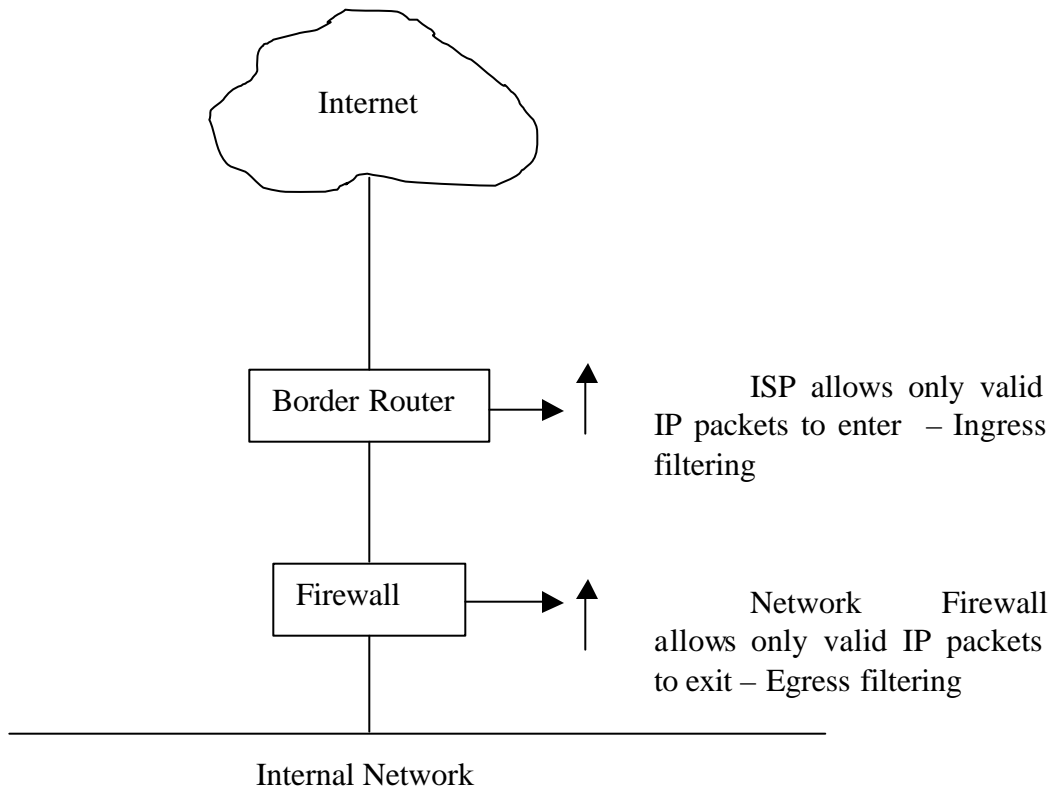 Internet
Border Router
ISP allows only valid
IP packets to enter – Ingress
filtering
Firewall
Network Firewall
allows only valid IP packets
to exit – Egress filtering
Internal Network